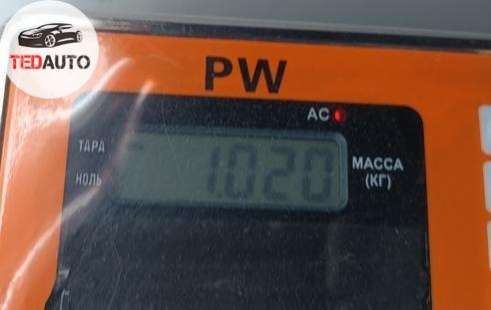 TEDAUTO
PW
AC
ТАРА
НОЛЬ
1.020
МАССА
(КГ)